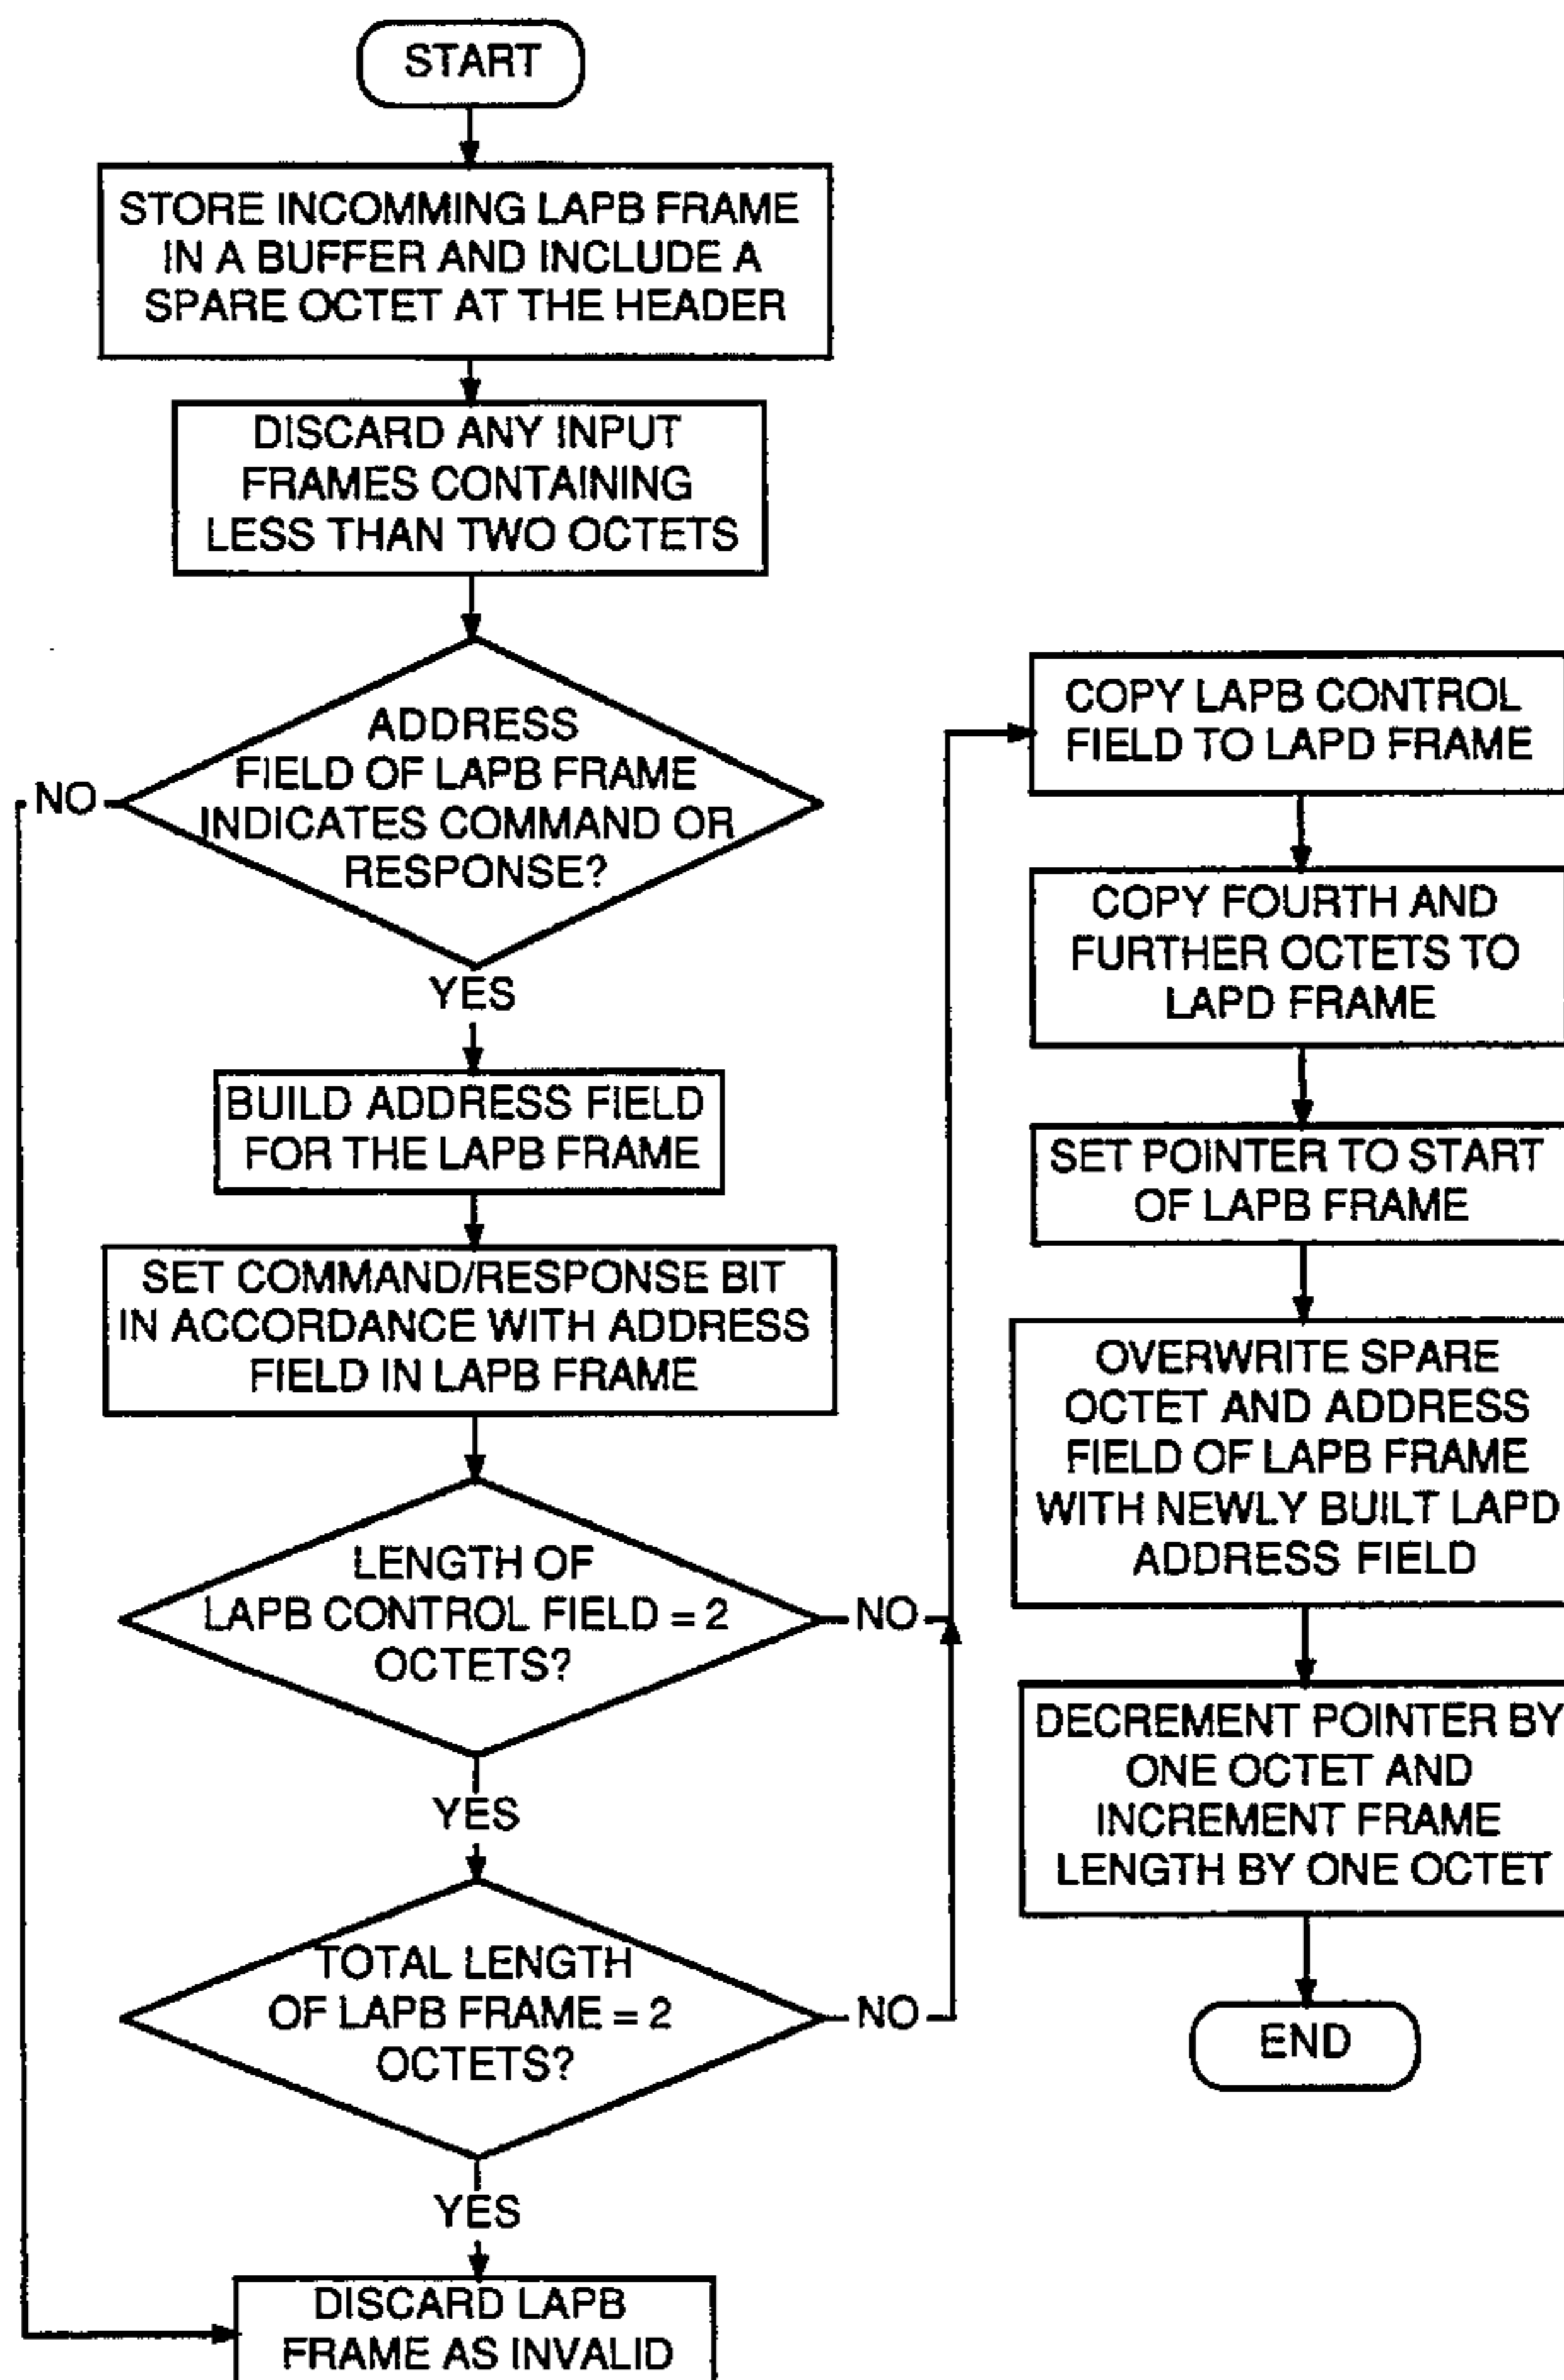 START
STORE INCOMMING LAPB FRAME
IN A BUFFER AND INCLUDE A
SPARE OCTET AT THE HEADER
DISCARD ANY INPUT
FRAMES CONTAINING
LESS THAN TWO OCTETS
ADDRESS
FIELD OF LAPB FRAME
INDICATES COMMAND OR
RESPONSE?
NO
YES
BUILD ADDRESS FIELD
FOR THE LAPB FRAME
SET COMMAND/RESPONSE BIT
IN ACCORDANCE WITH ADDRESS
FIELD IN LAPB FRAME
LENGTH OF
LAPB CONTROL FIELD = 2
OCTETS?
NO
YES
TOTAL LENGTH
OF LAPB FRAME = 2
OCTETS?
NO
YES
DISCARD LAPB
FRAME AS INVALID
COPY LAPB CONTROL
FIELD TO LAPD FRAME
COPY FOURTH AND
FURTHER OCTETS TO
LAPD FRAME
SET POINTER TO START
OF LAPB FRAME
OVERWRITE SPARE
OCTET AND ADDRESS
FIELD OF LAPB FRAME
WITH NEWLY BUILT LAPD
ADDRESS FIELD
DECREMENT POINTER BY
ONE OCTET AND
INCREMENT FRAME
LENGTH BY ONE OCTET
END